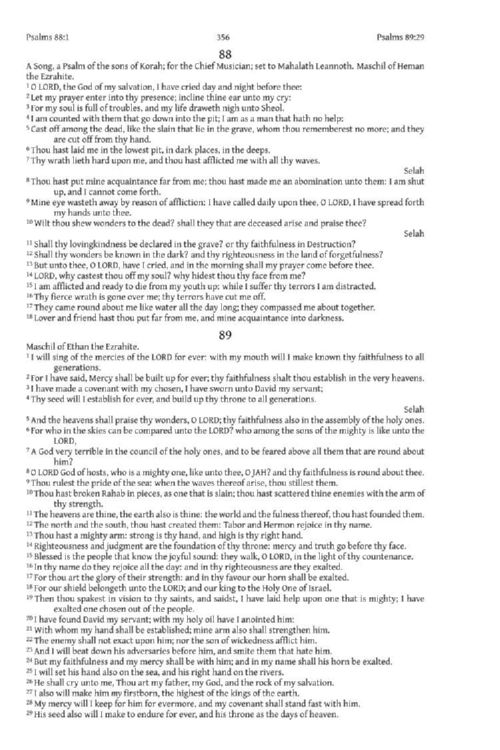 Psalms 88:1 356 Psalms 89:29
88
A Song, a Psalm of the sons of Korah; for the Chief Musician; set to Mahalath Leannoth. Maschil of Heman
the Ezrahite.
1 O LORD, the God of my salvation, I have cried day and night before thee:
2 Let my prayer enter into thy presence; incline thine ear unto my cry:
3 For my soul is full of troubles, and my life draweth nigh unto Sheol.
4 I am counted with them that go down into the pit; I am as a man that hath no help:
5 Cast off among the dead, like the slain that lie in the grave, whom thou rememberest no more; and they
are cut off from thy hand.
6 Thou hast laid me in the lowest pit, in dark places, in the deeps.
7 Thy wrath lieth hard upon me, and thou hast afflicted me with all thy waves.
Selah
8 Thou hast put mine acquaintance far from me; thou hast made me an abomination unto them: I am shut
up, and I cannot come forth.
9 Mine eye wasteth away by reason of affliction: I have called daily upon thee, O LORD, I have spread forth
my hands unto thee.
10 Wilt thou shew wonders to the dead? shall they that are deceased arise and praise thee?
Selah
11 Shall thy lovingkindness be declared in the grave? or thy faithfulness in Destruction?
12 Shall thy wonders be known in the dark? and thy righteousness in the land of forgetfulness?
13 But unto thee, O LORD, have I cried, and in the morning shall my prayer come before thee.
14 LORD, why castest thou off my soul? why hidest thou thy face from me?
15 I am afflicted and ready to die from my youth up: while I suffer thy terrors I am distracted.
16 Thy fierce wrath is gone over me; thy terrors have cut me off.
17 They came round about me like water all the day long; they compassed me about together.
18 Lover and friend hast thou put far from me, and mine acquaintance into darkness.
89
Maschil of Ethan the Ezrahite.
1 I will sing of the mercies of the LORD for ever: with my mouth will I make known thy faithfulness to all
generations.
2 For I have said, Mercy shall be built up for ever; thy faithfulness shalt thou establish in the very heavens.
3 I have made a covenant with my chosen, I have sworn unto David my servant;
4 Thy seed will I establish for ever, and build up thy throne to all generations.
Selah
5 And the heavens shall praise thy wonders, O LORD; thy faithfulness also in the assembly of the holy ones.
6 For who in the skies can be compared unto the LORD? who among the sons of the mighty is like unto the
LORD,
7 A God very terrible in the council of the holy ones, and to be feared above all them that are round about
him?
8 O LORD God of hosts, who is a mighty one, like unto thee, O JAH? and thy faithfulness is round about thee.
9 Thou rulest the pride of the sea: when the waves thereof arise, thou stillest them.
10 Thou hast broken Rahab in pieces, as one that is slain; thou hast scattered thine enemies with the arm of
thy strength.
11 The heavens are thine, the earth also is thine: the world and the fulness thereof, thou hast founded them.
12 The north and the south, thou hast created them: Tabor and Hermon rejoice in thy name.
13 Thou hast a mighty arm: strong is thy hand, and high is thy right hand.
14 Righteousness and judgment are the foundation of thy throne: mercy and truth go before thy face.
15 Blessed is the people that know the joyful sound: they walk, O LORD, in the light of thy countenance.
16 In thy name do they rejoice all the day: and in thy righteousness are they exalted.
17 For thou art the glory of their strength: and in thy favour our horn shall be exalted.
18 For our shield belongeth unto the LORD; and our king to the Holy One of Israel.
19 Then thou spakest in vision to thy saints, and saidst, I have laid help upon one that is mighty; I have
exalted one chosen out of the people.
20 I have found David my servant; with my holy oil have I anointed him:
21 With whom my hand shall be established; mine arm also shall strengthen him.
22 The enemy shall not exact upon him; nor the son of wickedness afflict him.
23 And I will beat down his adversaries before him, and smite them that hate him.
24 But my faithfulness and my mercy shall be with him; and in my name shall his horn be exalted.
25 I will set his hand also on the sea, and his right hand on the rivers.
26 He shall cry unto me, Thou art my father, my God, and the rock of my salvation.
27 I also will make him my firstborn, the highest of the kings of the earth.
28 My mercy will I keep for him for evermore, and my covenant shall stand fast with him.
29 His seed also will I make to endure for ever, and his throne as the days of heaven.